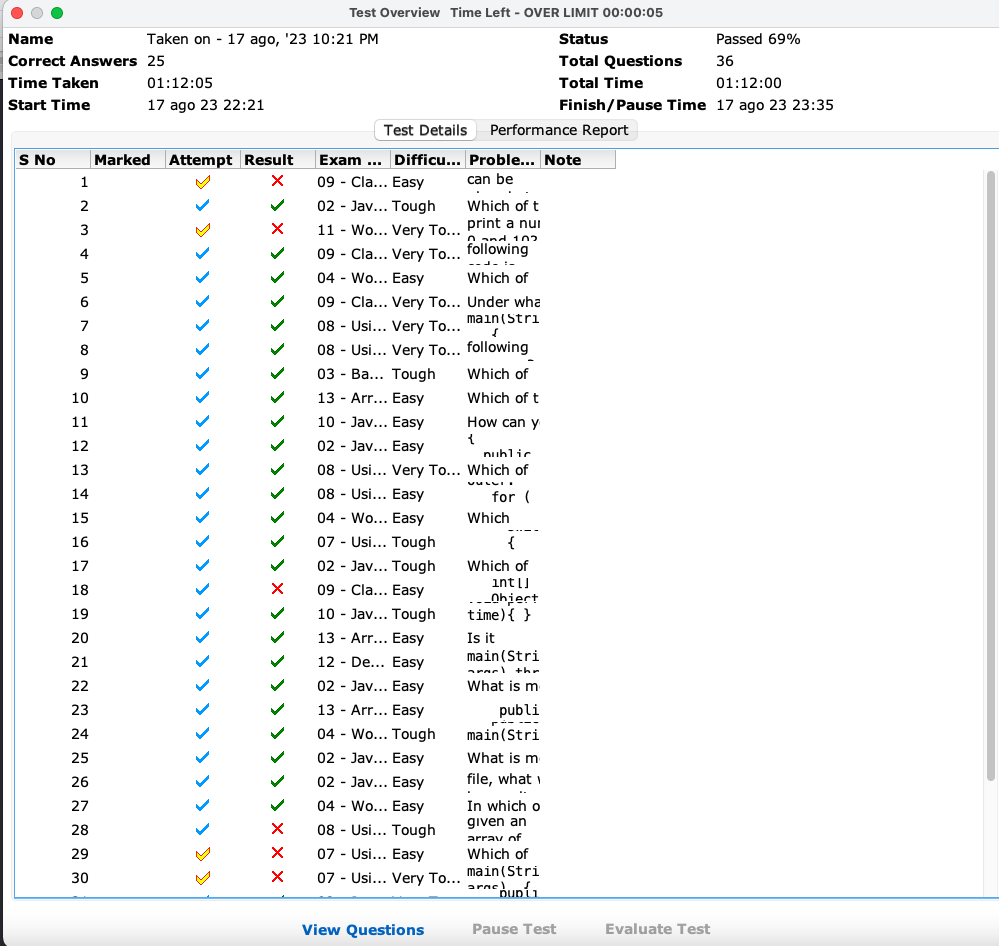 Test Overview Time Left - OVER LIMIT 00:00:05
Name Taken on - 17 ago, '23 10:21 PM Status Passed 69%
Correct Answers 25 Total Questions 36
Time Taken 01:12:05 Total Time 01:12:00
Start Time 17 ago 23 22:21 Finish/Pause Time 17 ago 23 23:35
Test Details Performance Report
S No Marked Attempt Result Exam ... Difficu... Proble... Note
1 09 - Cla... Easy can be
2 02 - Jav... Tough Which of t
3 11 - Wo... Very To... print a nur
4 09 - Cla... Very To... following
5 04 - Wo... Easy Which of
6 09 - Cla... Very To... Under wha
7 08 - Usi... Very To... main(Stri
{
8 08 - Usi... Very To... following
9 03 - Ba... Tough Which of
10 13 - Arr... Easy Which of t
11 10 - Jav... Easy How can y
12 02 - Jav... Easy {
public
13 08 - Usi... Very To... Which of
14 08 - Usi... Easy for (
15 04 - Wo... Easy Which
16 07 - Usi... Tough {
17 02 - Jav... Tough Which of
18 09 - Cla... Easy int[]
Object
19 10 - Jav... Tough time){ }
20 13 - Arr... Easy Is it
21 12 - De... Easy main(Stri
22 02 - Jav... Easy What is m
23 13 - Arr... Easy publi
24 04 - Wo... Tough main(Stri
25 02 - Jav... Easy What is m
26 02 - Jav... Easy file, what
27 04 - Wo... Easy In which o
28 08 - Usi... Tough given an
array of
29 07 - Usi... Easy Which of
30 07 - Usi... Very To... main(Stri
View Questions Pause Test Evaluate Test